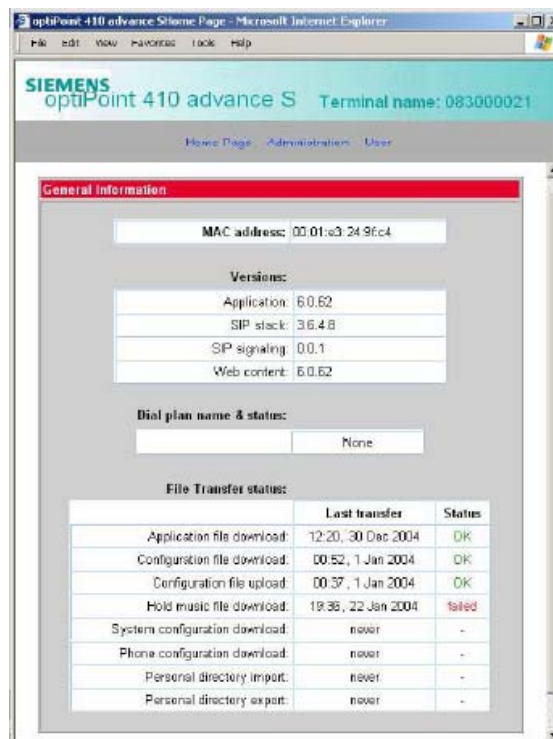 optiPoint 410 advance SHome Page - Microsoft Internet Explorer
File Edit View Favorites Tools Help
SIEMENS
optiPoint 410 advance S Terminal name: 083000021
Home Page Administration User
General Information
MAC address: 00:01:e3:24:9f:c4
Versions:
Application: 6.0.62
SIP stack: 3.6.4.8
SIP signaling: 0.0.1
Web content: 6.0.62
Dial plan name & status:
None
File Transfer status:
Last transfer Status
Application file download: 12:20, 30 Dec 2004 OK
Configuration file download: 00:52, 1 Jan 2004 OK
Configuration file upload: 00:37, 1 Jan 2004 OK
Hold music file download: 19:36, 22 Jan 2004 failed
System configuration download: never -
Phone configuration download: never -
Personal directory import: never -
Personal directory export: never -